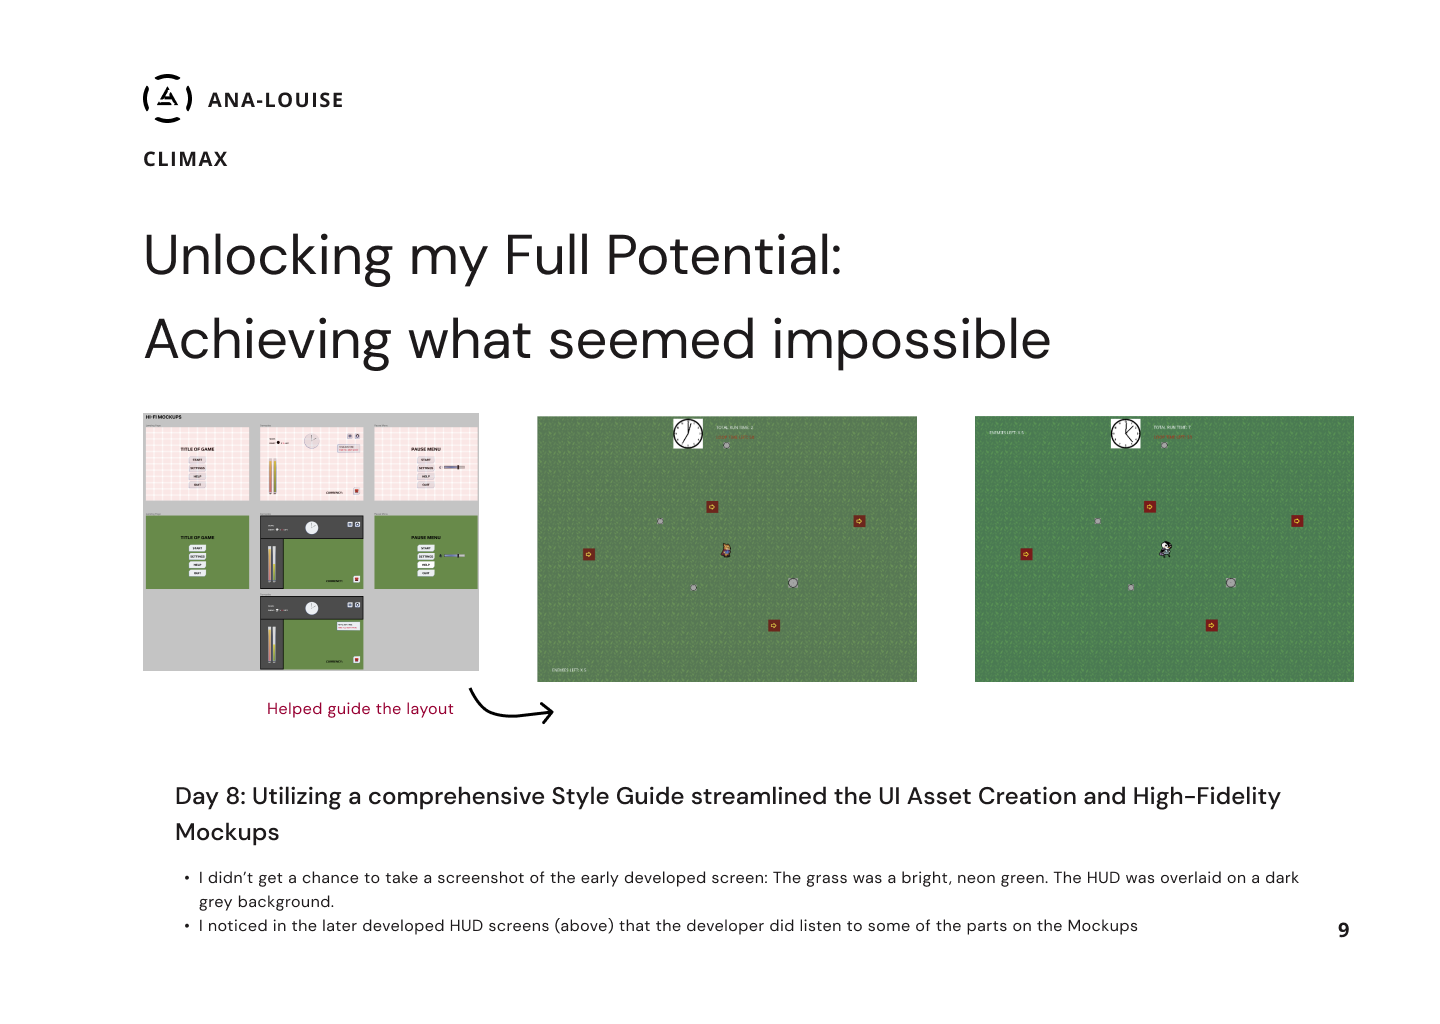 ANA-LOUISE
CLIMAX
Unlocking my Full Potential:
Achieving what seemed impossible
HI-FI MOCKUPS
TITLE OF GAME
START
SETTINGS
HELP
QUIT
CURRENCY:
PAUSE MENU
START
SETTINGS
HELP
QUIT
TITLE OF GAME
START
SETTINGS
HELP
QUIT
CURRENCY:
PAUSE MENU
START
SETTINGS
HELP
QUIT
CURRENCY:
TOTAL RUN TIME: 2
ENEMIES LEFT: 
TOTAL RUN TIME: 
ENEMIES LEFT: 
Helped guide the layout
Day 8: Utilizing a comprehensive Style Guide streamlined the UI Asset Creation and High-Fidelity
Mockups
• I didn’t get a chance to take a screenshot of the early developed screen: The grass was a bright, neon green. The HUD was overlaid on a dark
grey background.
• I noticed in the later developed HUD screens (above) that the developer did listen to some of the parts on the Mockups
9